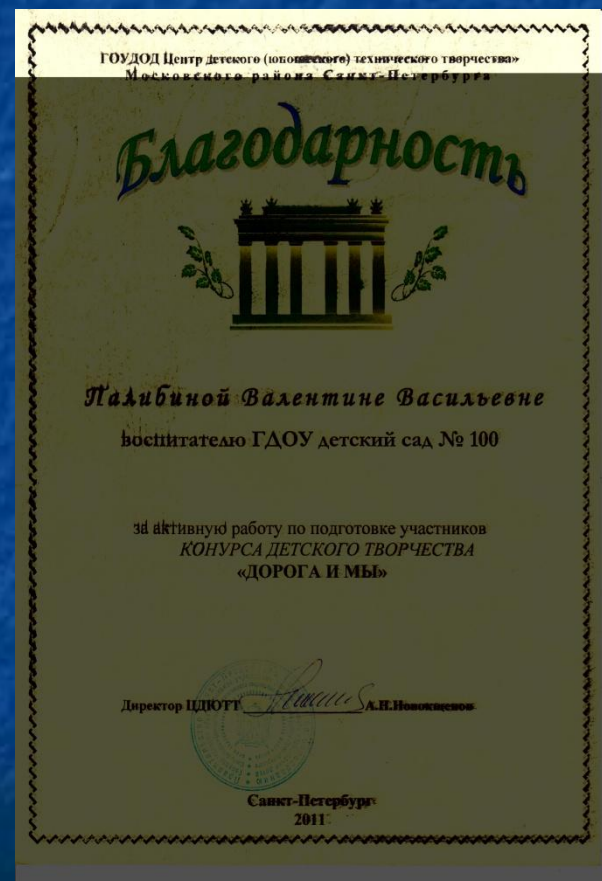 ГОУДОД Центр детского (юношеского) технического творчества»
Московского района Санкт-Петербурга
Благодарность
Палибиной Валентине Васильевне
воспитателю ГДОУ детский сад № 100
за активную работу по подготовке участников
КОНУРСА ДЕТСКОГО ТВОРЧЕСТВА
«ДОРОГА И МЫ»
Директор ЦДЮТТ А.Н.Новокщенов
Санкт-Петербург
2011